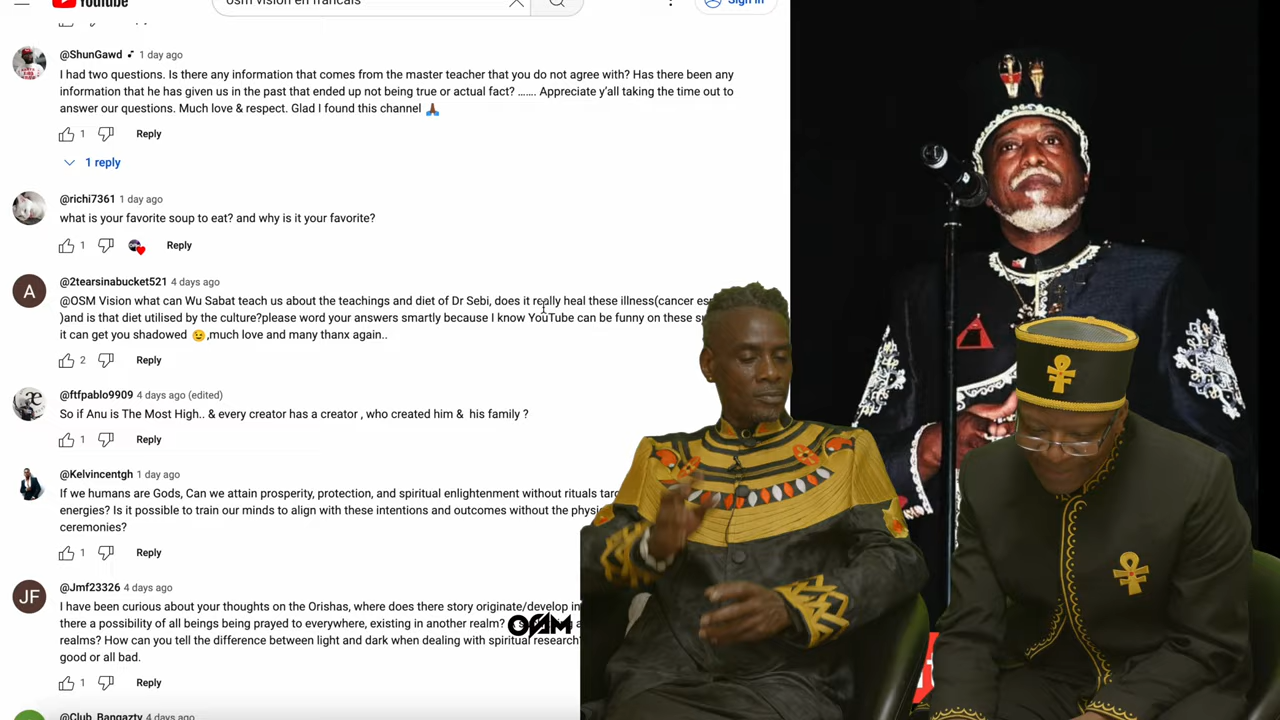 YouTube
osm vision en francais
Sign in
@ShunGawd 1 day ago
I had two questions. Is there any information that comes from the master teacher that you do not agree with? Has there been any
information that he has given us in the past that ended up not being true or actual fact? ....... Appreciate y'all taking the time out to
answer our questions. Much love & respect. Glad I found this channel 🙏🏾
1 Reply
1 reply
@richi7361 1 day ago
what is your favorite soup to eat? and why is it your favorite?
1 Reply
A
@2tearsinabucket521 4 days ago
@OSM Vision what can Wu Sabat teach us about the teachings and diet of Dr Sebi, does it really heal these illness(cancer
)and is that diet utilised by the culture?please word your answers smartly because I know YouTube can be funny on these
it can get you shadowed 😉,much love and many thanx again..
2 Reply
@ftfpablo9909 4 days ago (edited)
So if Anu is The Most High.. & every creator has a creator , who created him & his family ?
1 Reply
@Kelvincentgh 1 day ago
If we humans are Gods, Can we attain prosperity, protection, and spiritual enlightenment without rituals
energies? Is it possible to train our minds to align with these intentions and outcomes without the
ceremonies?
1 Reply
JF
@Jmf23326 4 days ago
I have been curious about your thoughts on the Orishas, where does there story originate/develop in
there a possibility of all beings being prayed to everywhere, existing in another realm?
realms? How can you tell the difference between light and dark when dealing with spiritual research?
good or all bad.
1 Reply
@Club_Bangaztv 4 days ago